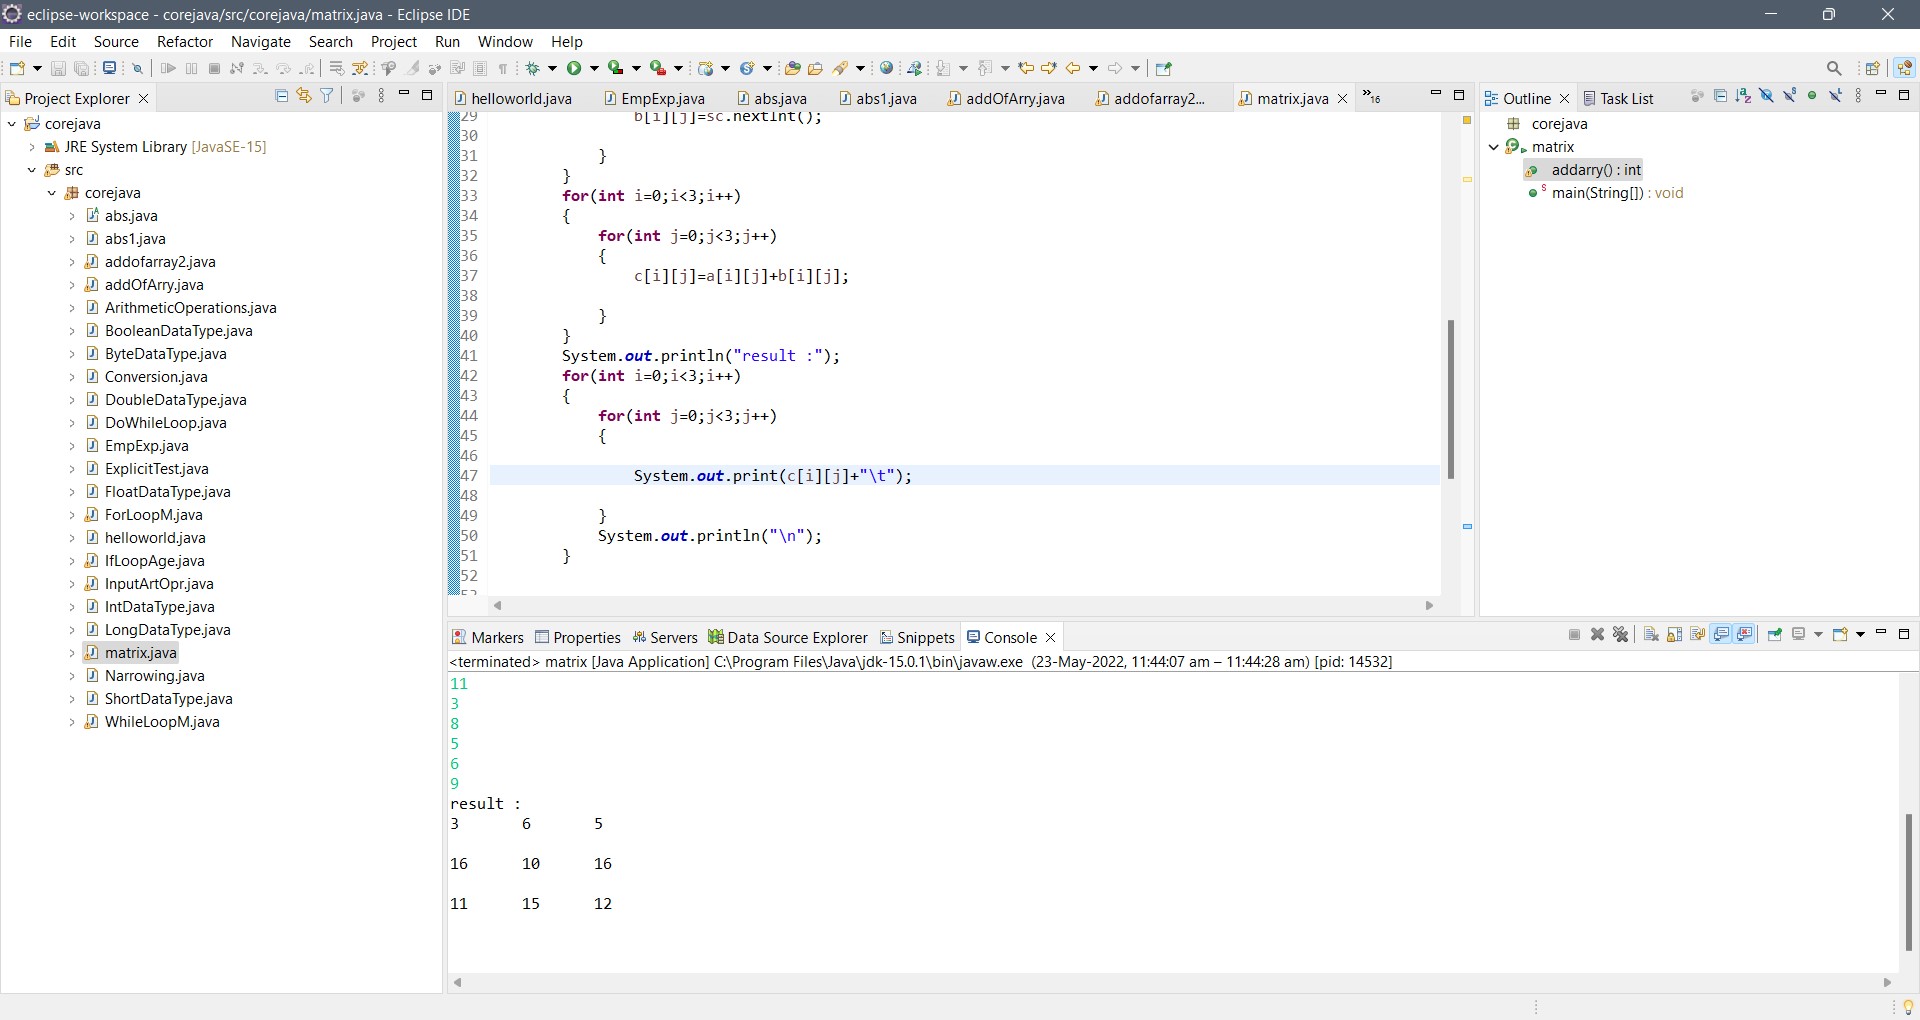 eclipse-workspace - corejava/src/corejava/matrix.java - Eclipse IDE
File Edit Source Refactor Navigate Search Project Run Window Help
Project Explorer
corejava
JRE System Library [JavaSE-15]
src
corejava
abs.java
abs1.java
addofarray2.java
addOfArry.java
ArithmeticOperations.java
BooleanDataType.java
ByteDataType.java
Conversion.java
DoubleDataType.java
DoWhileLoop.java
EmpExp.java
ExplicitTest.java
FloatDataType.java
ForLoopM.java
helloworld.java
IfLoopAge.java
InputArtOpr.java
IntDataType.java
LongDataType.java
matrix.java
Narrowing.java
ShortDataType.java
WhileLoopM.java
helloworld.java EmpExp.java abs.java abs1.java addOfArry.java addofarray2... matrix.java »16
29 b[i][j]=sc.nextInt();
30
31 }
32 }
33 for(int i=0;i<3;i++)
34 {
35 for(int j=0;j<3;j++)
36 {
37 c[i][j]=a[i][j]+b[i][j];
38
39 }
40 }
41 System.out.println("result :");
42 for(int i=0;i<3;i++)
43 {
44 for(int j=0;j<3;j++)
45 {
46
47 System.out.print(c[i][j]+"\t");
48
49 }
50 System.out.println("\n");
51 }
52
53
Outline Task List
corejava
matrix
addarry() : int
main(String[]) : void
Markers Properties Servers Data Source Explorer Snippets Console
<terminated> matrix [Java Application] C:\Program Files\Java\jdk-15.0.1\bin\javaw.exe (23-May-2022, 11:44:07 am – 11:44:28 am) [pid: 14532]
11
3
8
5
6
9
result :
3 6 5
16 10 16
11 15 12